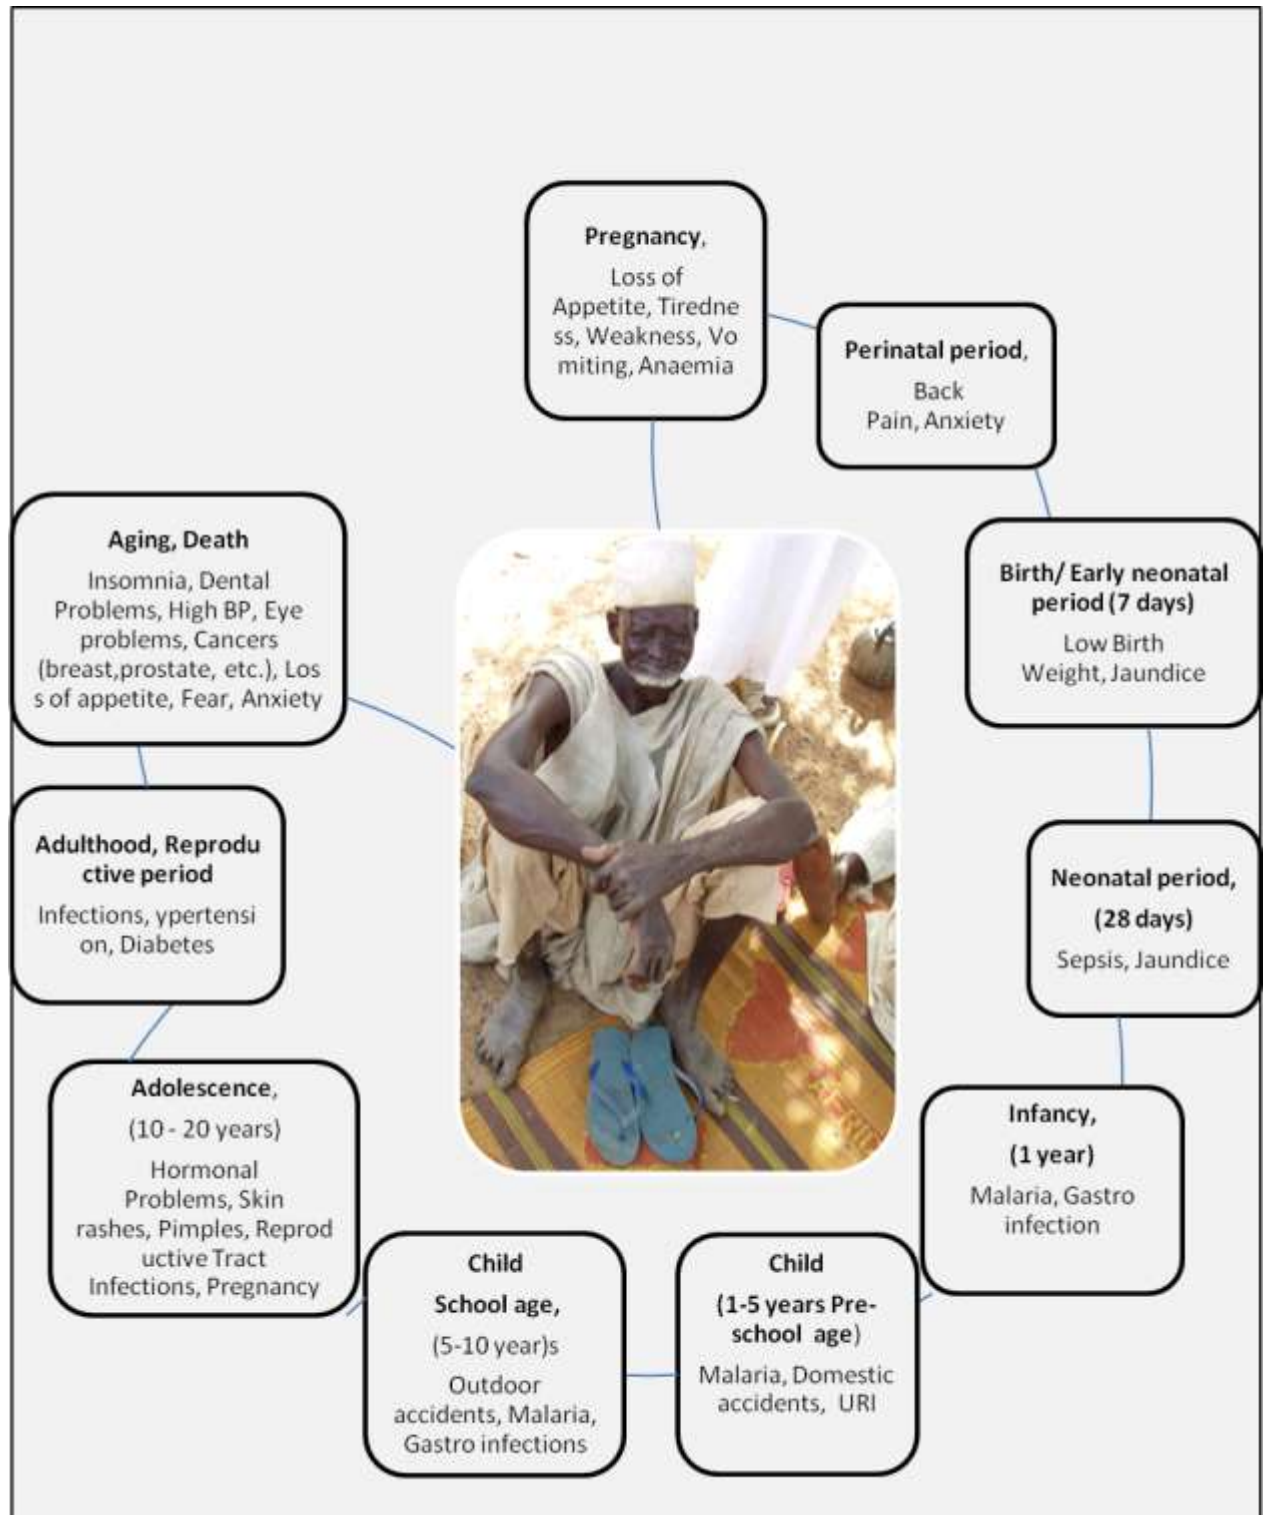 Pregnancy,
Loss of
Appetite, Tiredne
ss, Weakness, Vo
miting, Anaemia
Perinatal period,
Back
Pain, Anxiety
Birth/ Early neonatal
period (7 days)
Low Birth
Weight, Jaundice
Neonatal period,
(28 days)
Sepsis, Jaundice
Infancy,
(1 year)
Malaria, Gastro
infection
Child
(1-5 years Pre-
school age)
Malaria, Domestic
accidents, URI
Child
School age,
(5-10 year)s
Outdoor
accidents, Malaria,
Gastro infections
Adolescence,
(10 - 20 years)
Hormonal
Problems, Skin
rashes, Pimples, Reprod
uctive Tract
Infections, Pregnancy
Adulthood, Reprodu
ctive period
Infections, ypertensi
on, Diabetes
Aging, Death
Insomnia, Dental
Problems, High BP, Eye
problems, Cancers
(breast,prostate, etc.), Los
s of appetite, Fear, Anxiety